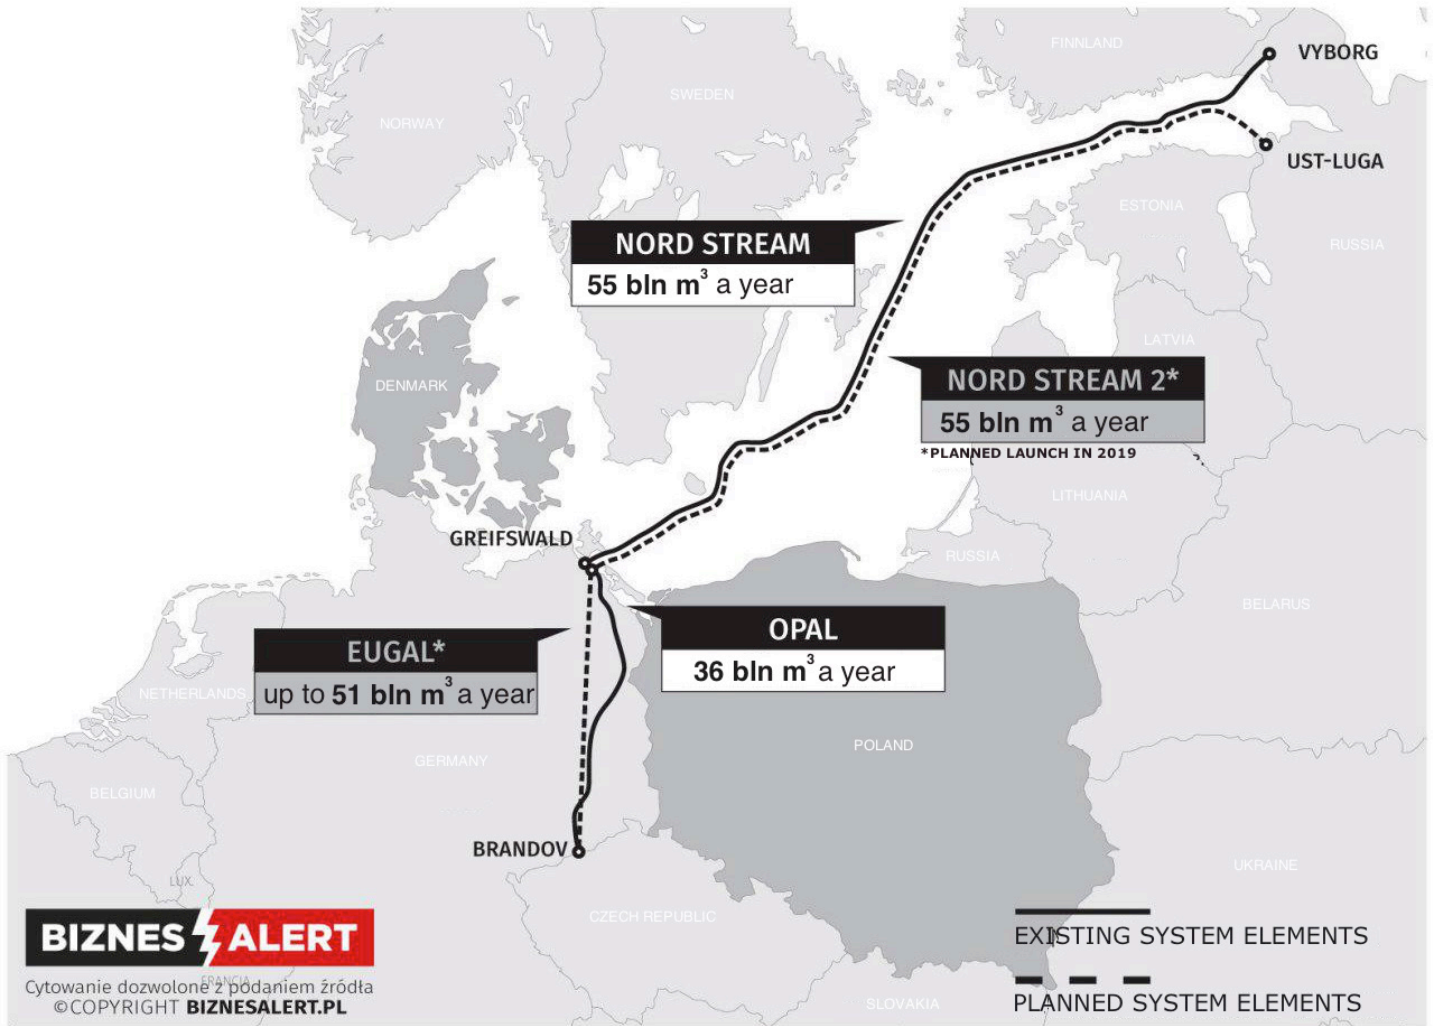 FINNLAND
VYBORG
SWEDEN
NORWAY
UST-LUGA
ESTONIA
RUSSIA
NORD STREAM
55 bln m³ a year
LATVIA
DENMARK
NORD STREAM 2*
55 bln m³ a year
*PLANNED LAUNCH IN 2019
LITHUANIA
GREIFSWALD
RUSSIA
BELARUS
OPAL
36 bln m³ a year
EUGAL*
up to 51 bln m³ a year
NETHERLANDS
POLAND
GERMANY
BELGIUM
BRANDOV
UKRAINE
LUX.
CZECH REPUBLIC
BIZNES ALERT
EXISTING SYSTEM ELEMENTS
FRANCIA
Cytowanie dozwolone z podaniem źródła
©COPYRIGHT BIZNESALERT.PL
SLOVAKIA
PLANNED SYSTEM ELEMENTS